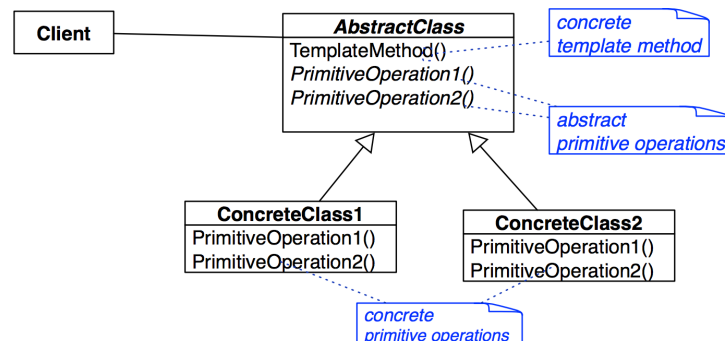 Client
AbstractClass
TemplateMethod()
PrimitiveOperation1()
PrimitiveOperation2()
concrete
template method
abstract
primitive operations
ConcreteClass1
PrimitiveOperation1()
PrimitiveOperation2()
ConcreteClass2
PrimitiveOperation1()
PrimitiveOperation2()
concrete
primitive operations